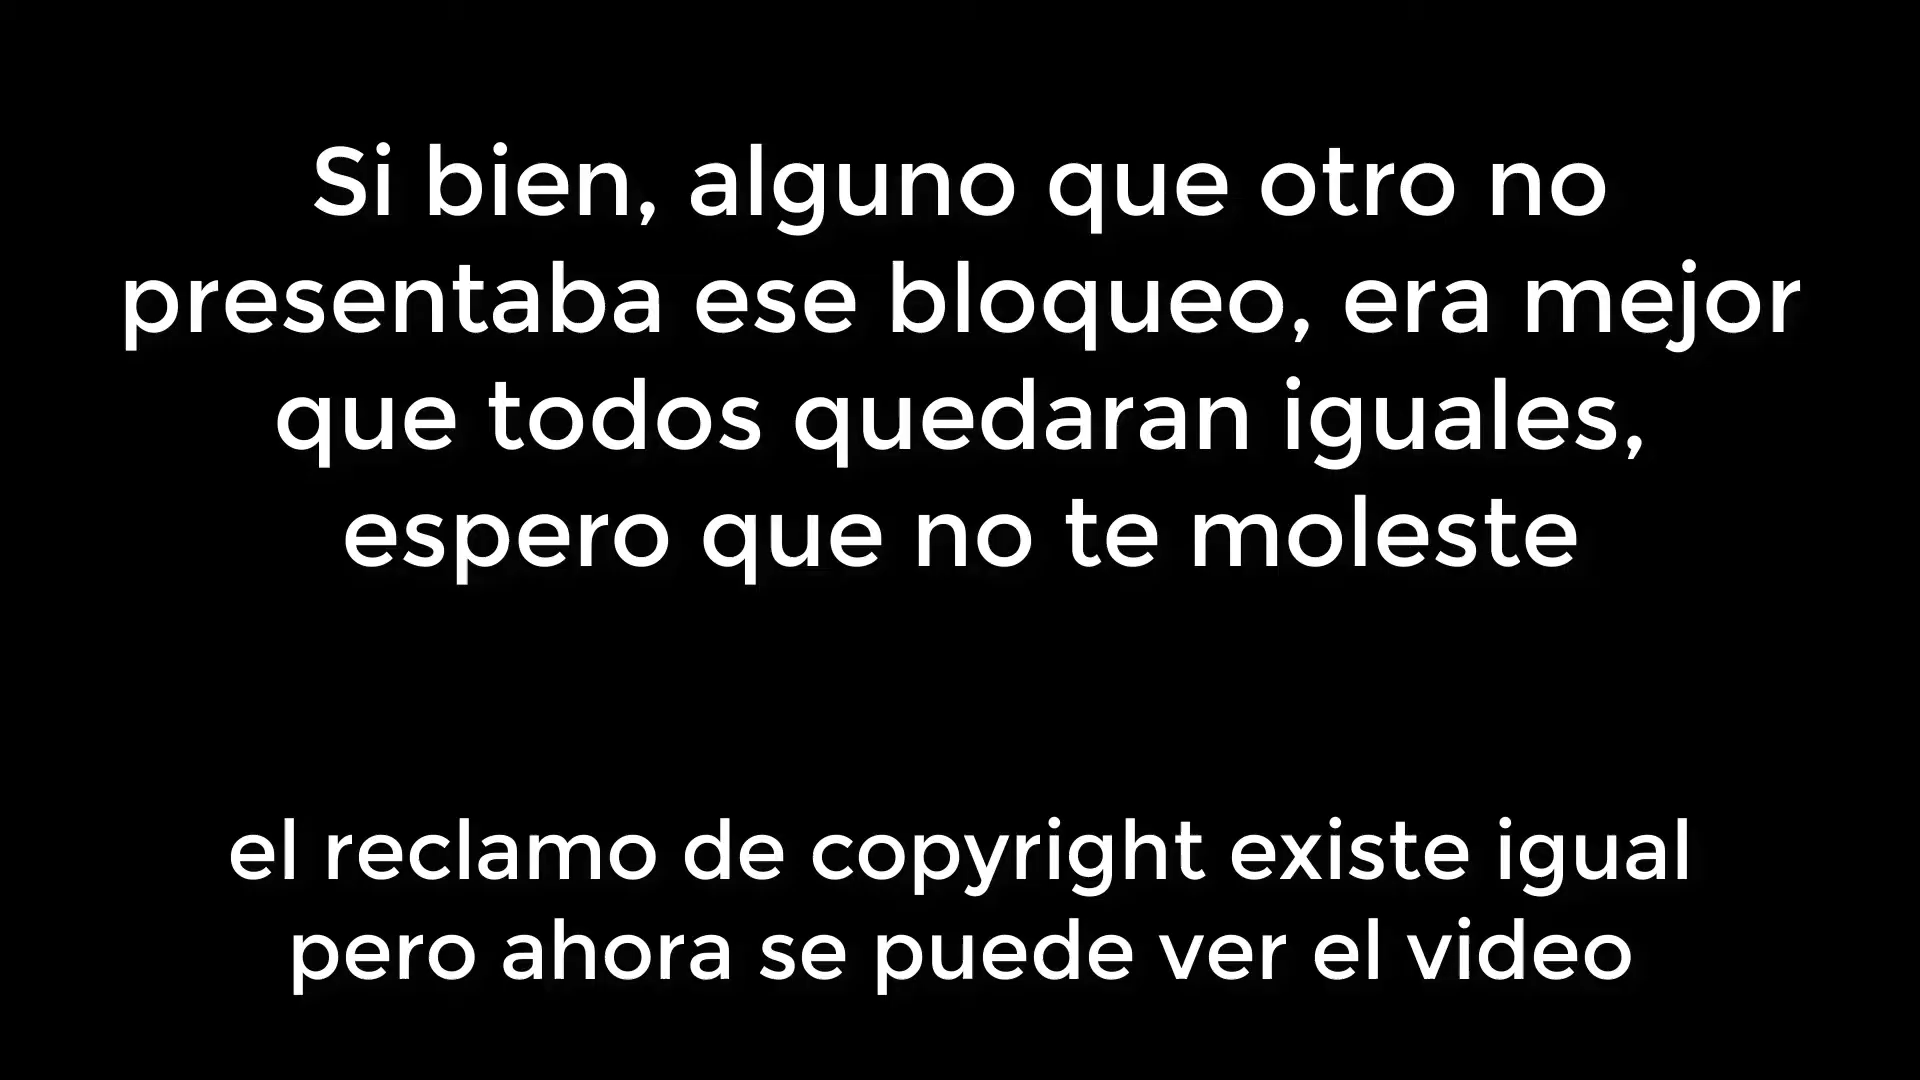 Si bien, alguno que otro no
presentaba ese bloqueo, era mejor
que todos quedaran iguales,
espero que no te moleste
el reclamo de copyright existe igual
pero ahora se puede ver el video